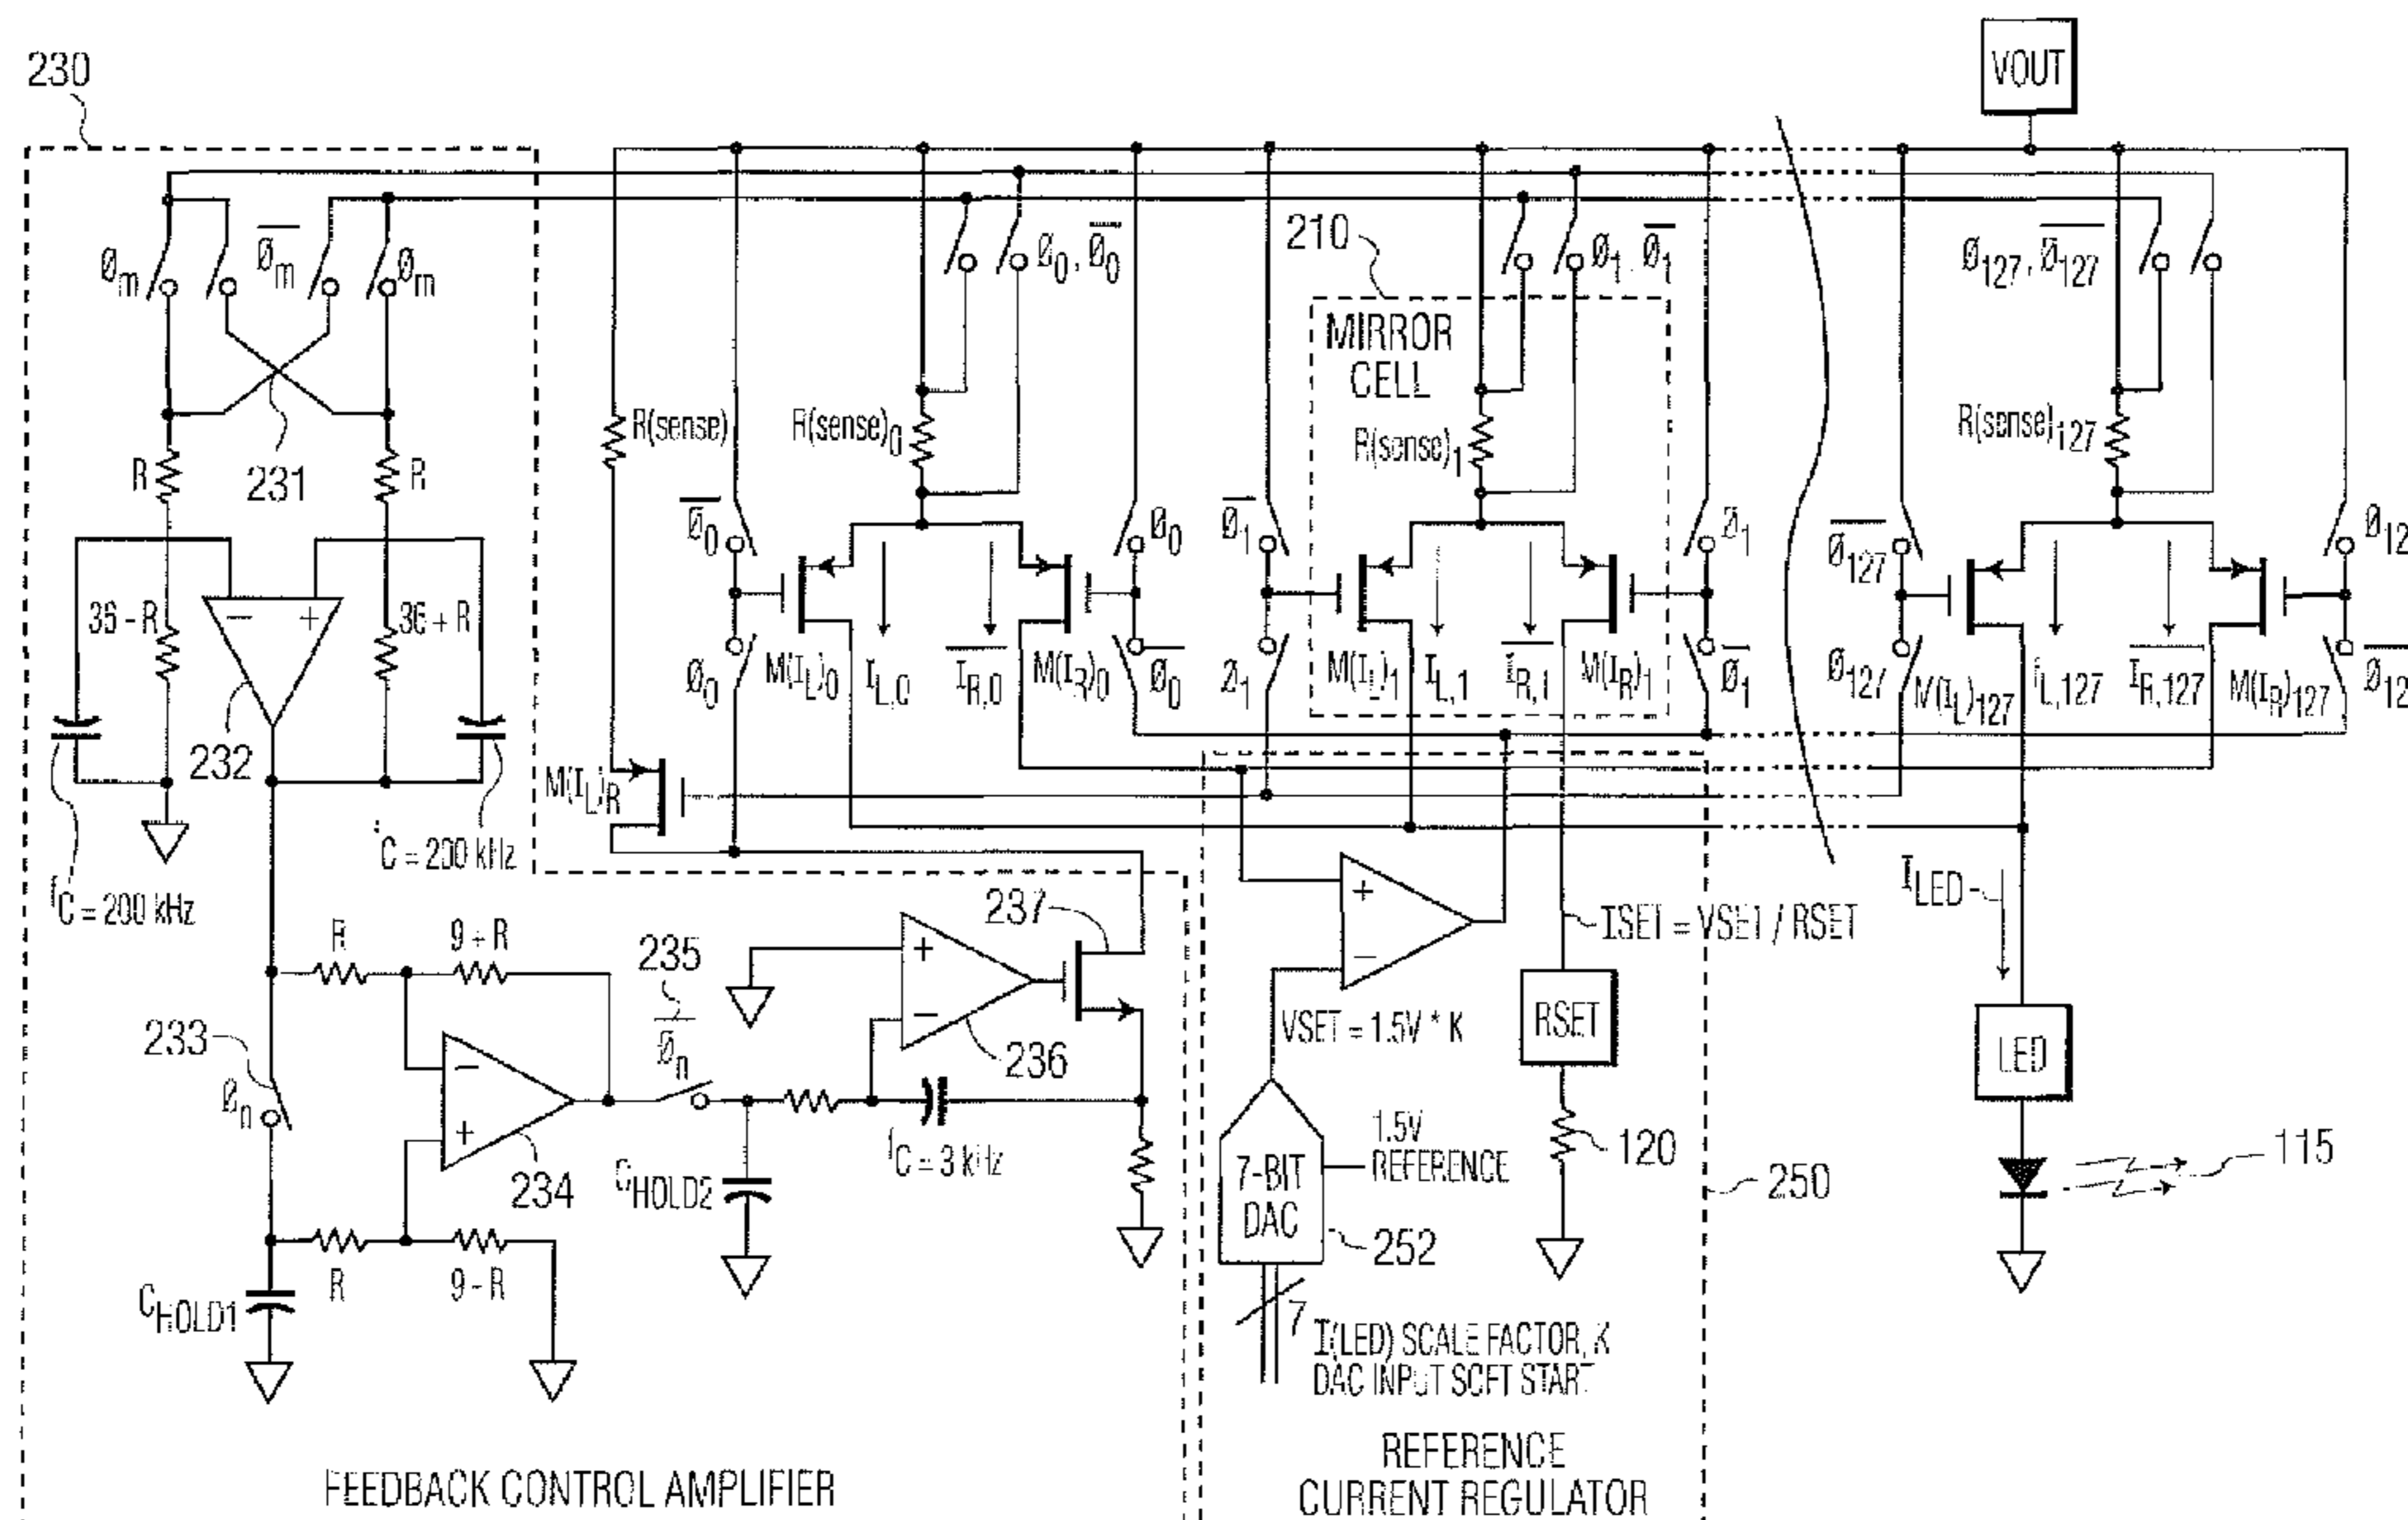 230
VOUT
Øm
Øm
Øm
210
Ø0, Ø0
Ø1, Ø1
Ø127, Ø127
MIRROR
CELL
231
R
R
R(sense)
R(sense)0
R(sense)1
R(sense)127
Ø0
Ø0
Ø1
Ø1
Ø127
36 - R
36 + R
232
Ø0
M(IL)0
IL,0
IR,0
M(IR)0
Ø0
M(IL)1
IL,1
IR,1
M(IR)1
Ø1
Ø127
M(IL)127
IL,127
IR,127
M(IR)127
M(IL)R
fC = 200 kHz
C = 200 kHz
ILED
237
ISET = VSET / RSET
R
9 ÷ R
235
Øn
+
-
236
VSET = 1.5V * K
RSET
LED
233
Øn
234
CHOLD2
fC = 3 kHz
7-BIT
DAC
1.5V
REFERENCE
120
250
115
252
CHOLD1
R
9 - R
7
I(LED) SCALE FACTOR, K
DAC INPUT SOFT START
FEEDBACK CONTROL AMPLIFIER
REFERENCE
CURRENT REGULATOR